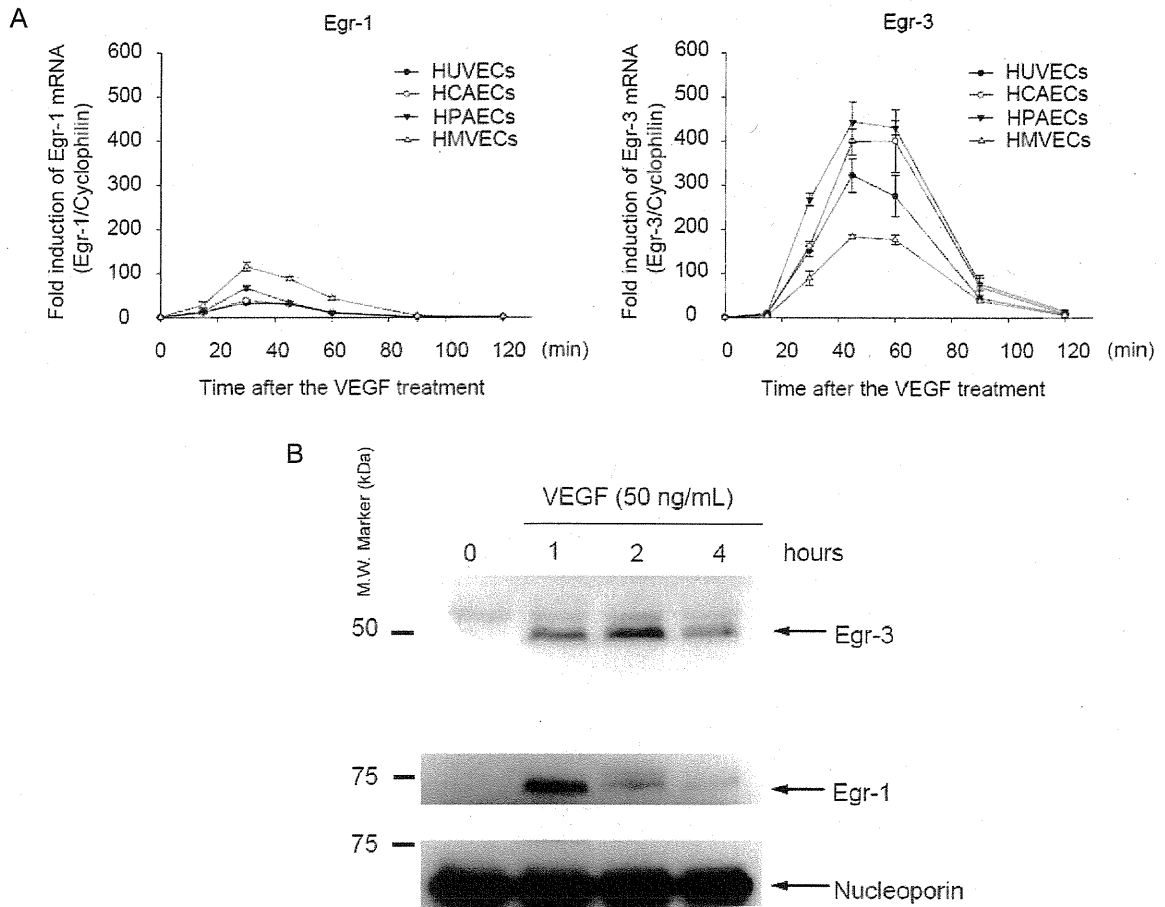 A
Egr-1
Fold induction of Egr-1 mRNA
(Egr-1/Cyclophilin)
600
500
400
300
200
100
0
HUVECs
HCAECs
HPAECs
HMVECs
0 20 40 60 80 100 120 (min)
Time after the VEGF treatment
Egr-3
Fold induction of Egr-3 mRNA
(Egr-3/Cyclophilin)
600
500
400
300
200
100
0
HUVECs
HCAECs
HPAECs
HMVECs
0 20 40 60 80 100 120 (min)
Time after the VEGF treatment
B
M.W. Marker (kDa)
VEGF (50 ng/mL)
0 1 2 4 hours
50
Egr-3
75
Egr-1
75
Nucleoporin